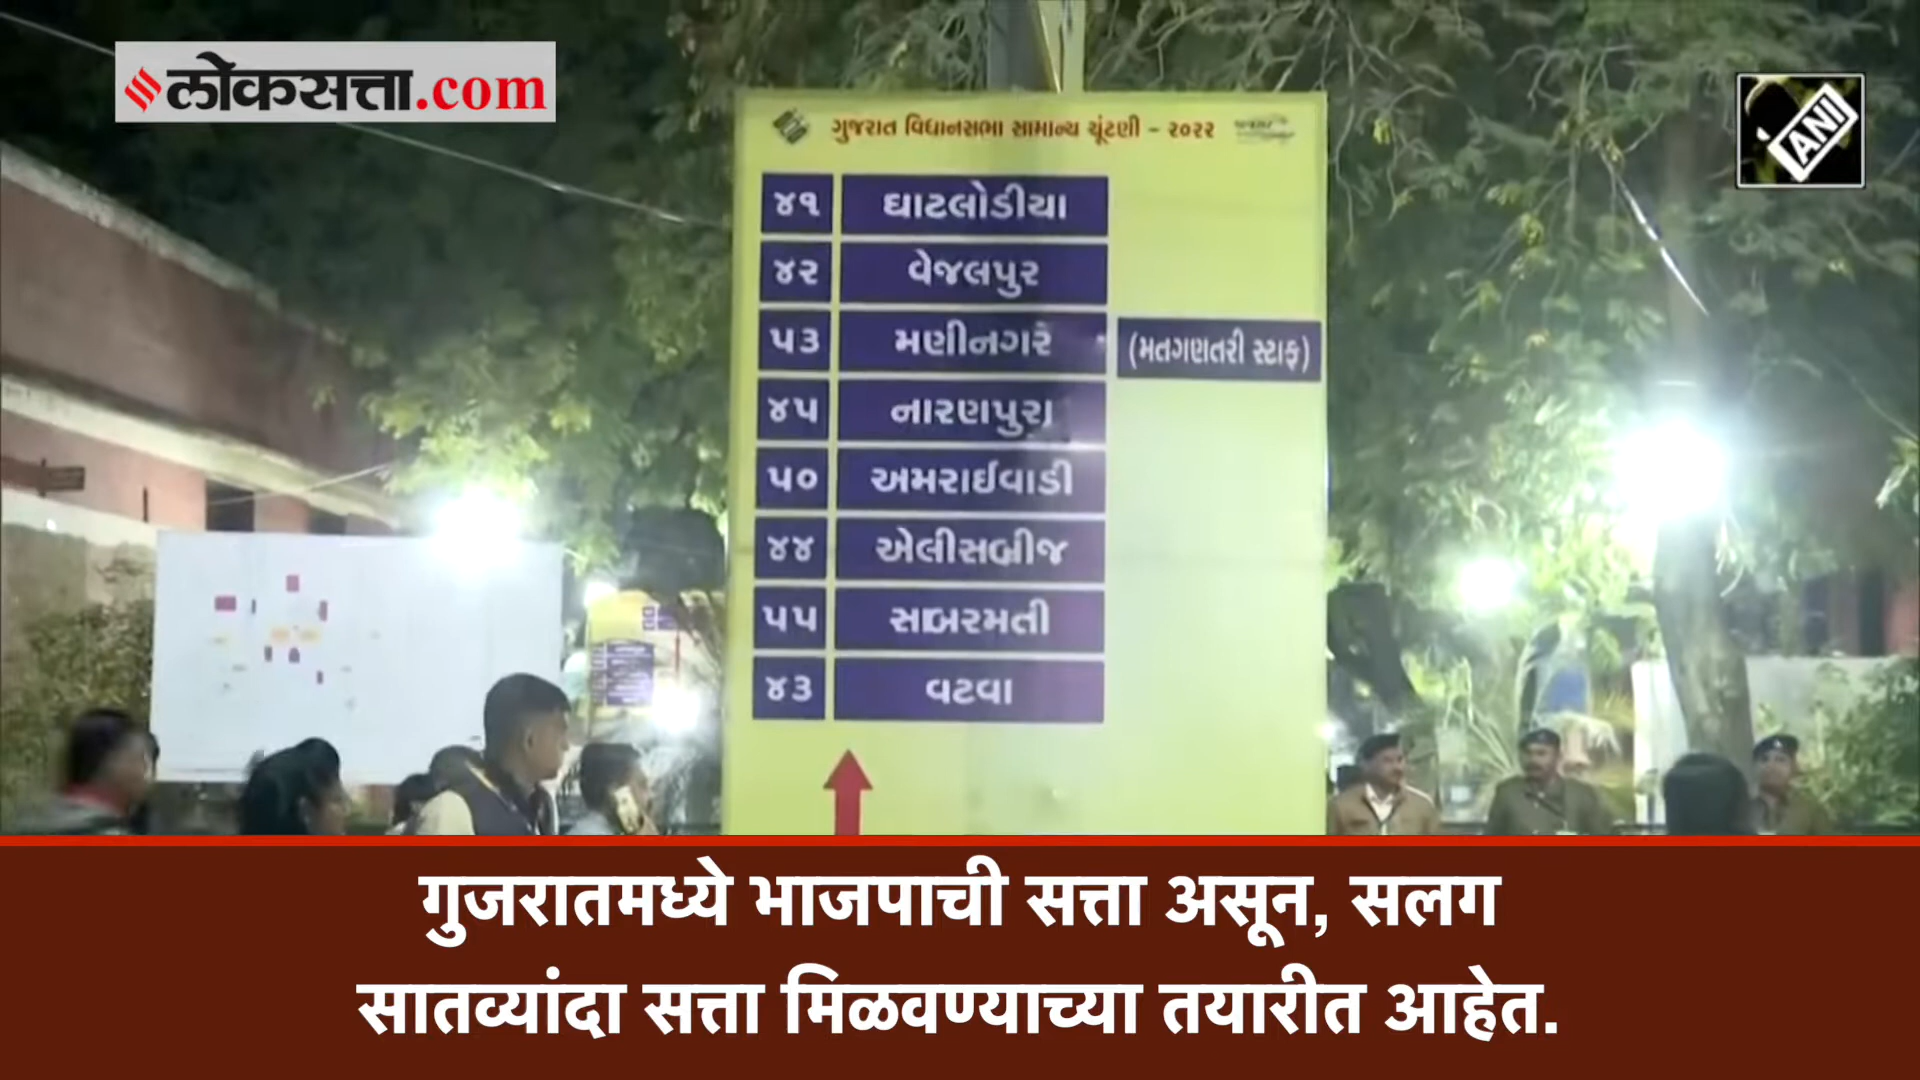 लोकसत्ता.com
ANI
ગુજરાત વિધાનસભા સામાન્ય ચૂંટણી - ૨૦૨૨
૪૧ ઘાટલોડીયા
૪૨ વેજલપુર
૫૩ મણીનગર (મતગણતરી સ્ટાફ)
૪૫ નારણપુરા
૫૦ અમરાઈવાડી
૪૪ એલીસબ્રીજ
૫૫ સાબરમતી
૪૩ વટવા
गुजरातमध्ये भाजपाची सत्ता असून, सलग
सातव्यांदा सत्ता मिळवण्याच्या तयारीत आहेत.